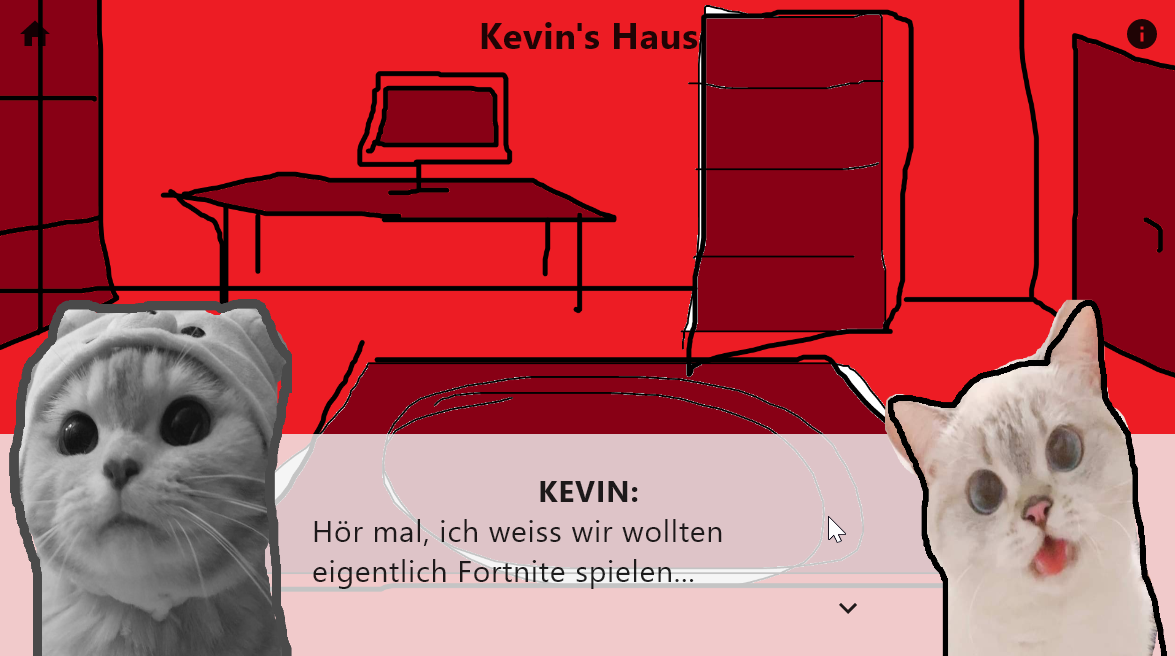 Kevin's Haus
KEVIN:
Hör mal, ich weiss wir wollten
eigentlich Fortnite spielen...